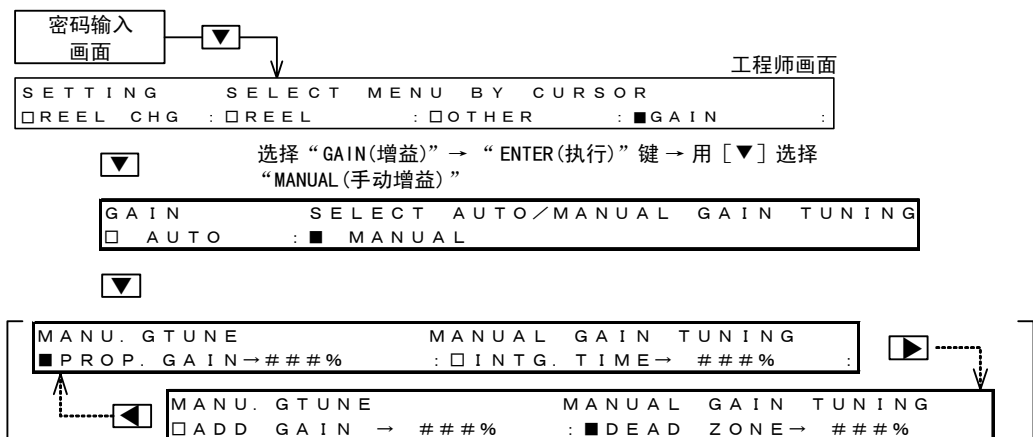 密码输入
画面
▼
工程师画面
SETTING SELECT MENU BY CURSOR
□REEL CHG :□REEL :□OTHER :■GAIN :
▼
选择“GAIN(增益)”→“ENTER(执行)”键→用[▼]选择
“MANUAL(手动增益)”
GAIN SELECT AUTO/MANUAL GAIN TUNING
□ AUTO :■ MANUAL
▼
MANU. GTUNE MANUAL GAIN TUNING
■PROP. GAIN→###% :□INTG. TIME→ ###% :
▶
◀
MANU. GTUNE MANUAL GAIN TUNING
□ADD GAIN → ###% :■DEAD ZONE→ ###%